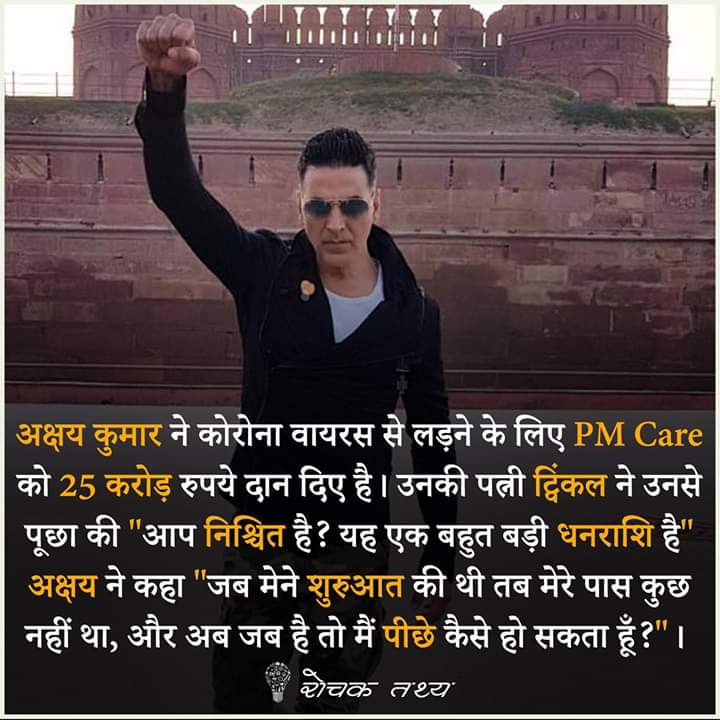 अक्षय कुमार ने कोरोना वायरस से लड़ने के लिए PM Care
को 25 करोड़ रुपये दान दिए है। उनकी पत्नी ट्विंकल ने उनसे
पूछा की "आप निश्चित है? यह एक बहुत बड़ी धनराशि है"
अक्षय ने कहा "जब मेने शुरुआत की थी तब मेरे पास कुछ
नहीं था, और अब जब है तो मैं पीछे कैसे हो सकता हूँ?"।
रोचक तथ्य